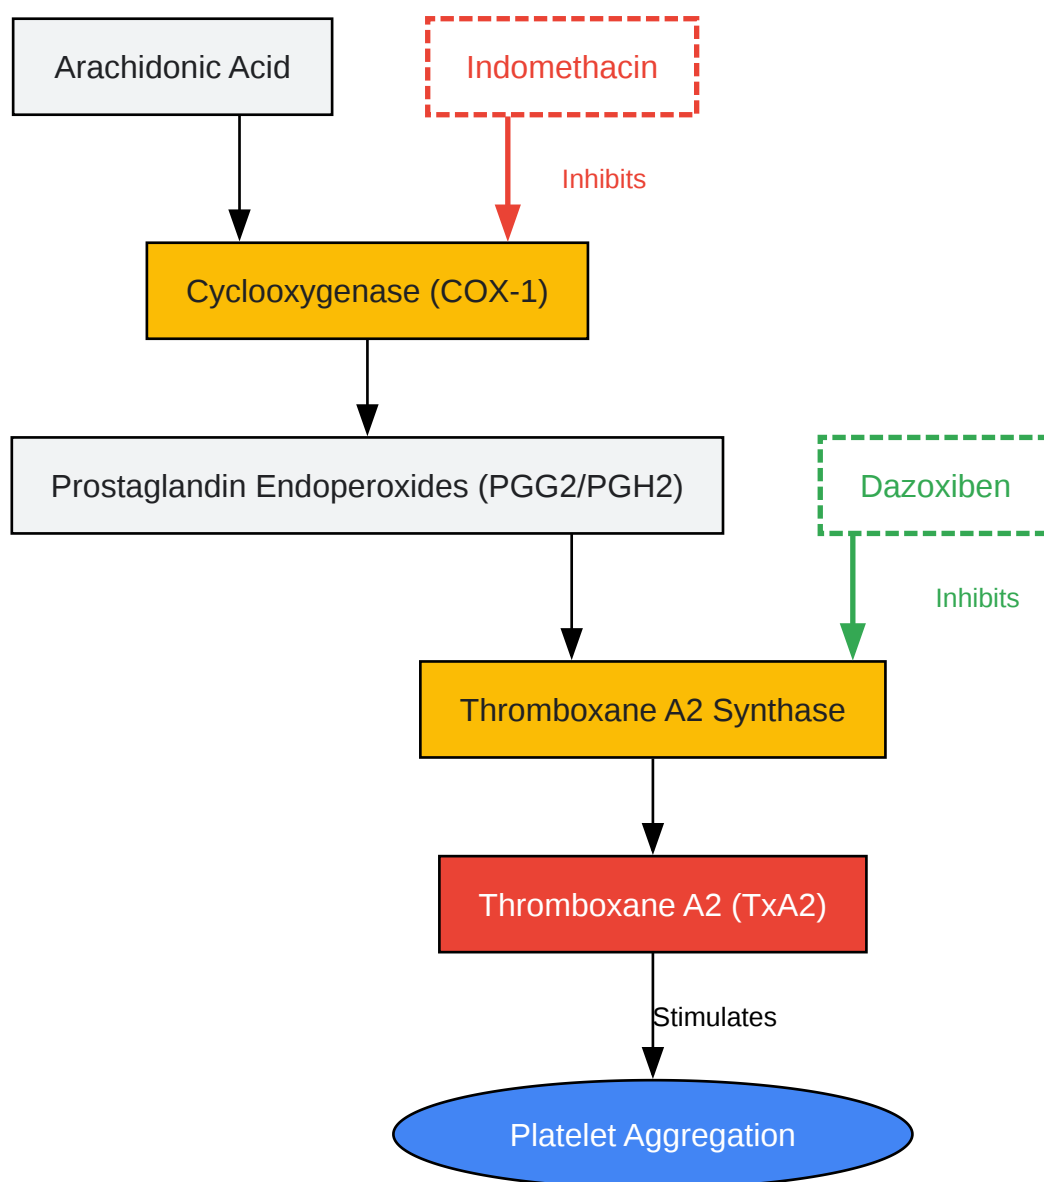 Arachidonic Acid
Indomethacin
Inhibits
Cyclooxygenase (COX-1)
Prostaglandin Endoperoxides (PGG2/PGH2)
Dazoxiben
Inhibits
Thromboxane A2 Synthase
Thromboxane A2 (TxA2)
Stimulates
Platelet Aggregation